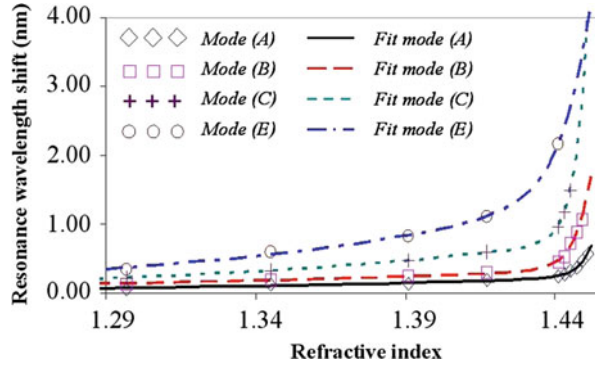 Resonance wavelength shift (nm)
4.00
3.00
2.00
1.00
0.00
Mode (A)
Fit mode (A)
Mode (B)
Fit mode (B)
Mode (C)
Fit mode (C)
Mode (E)
Fit mode (E)
1.29
1.34
1.39
1.44
Refractive index